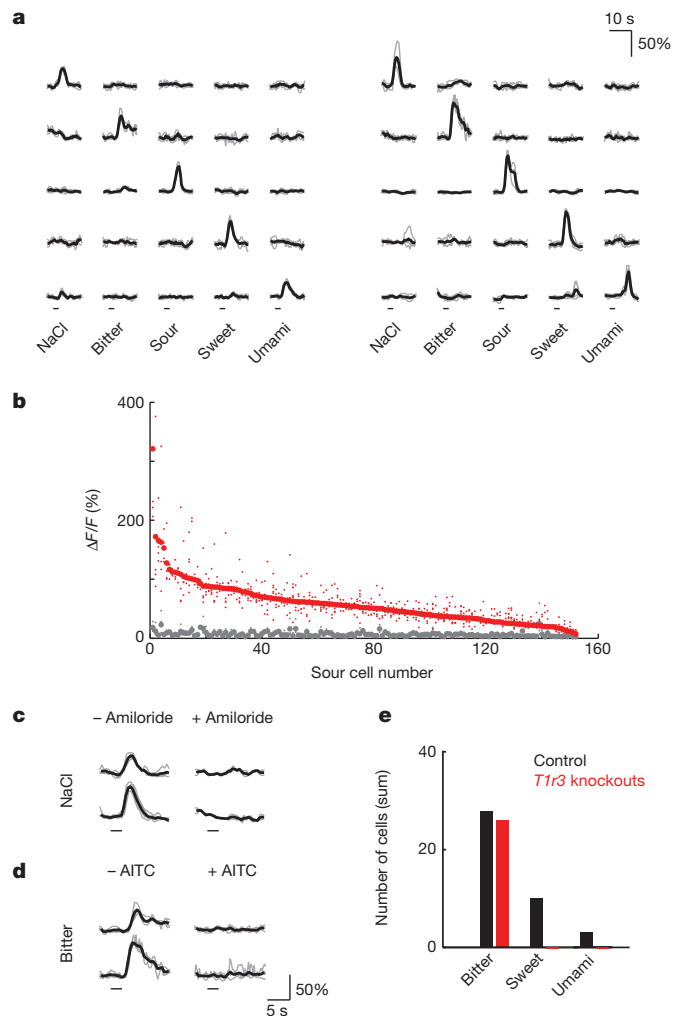 a
10 s
50%
NaCl Bitter Sour Sweet Umami
NaCl Bitter Sour Sweet Umami
b
400
200
0
ΔF/F (%)
0 40 80 120 160
Sour cell number
c
– Amiloride + Amiloride
NaCl
d
– AITC + AITC
Bitter
50%
5 s
e
Control
T1r3 knockouts
40
20
0
Number of cells (sum)
Bitter Sweet Umami